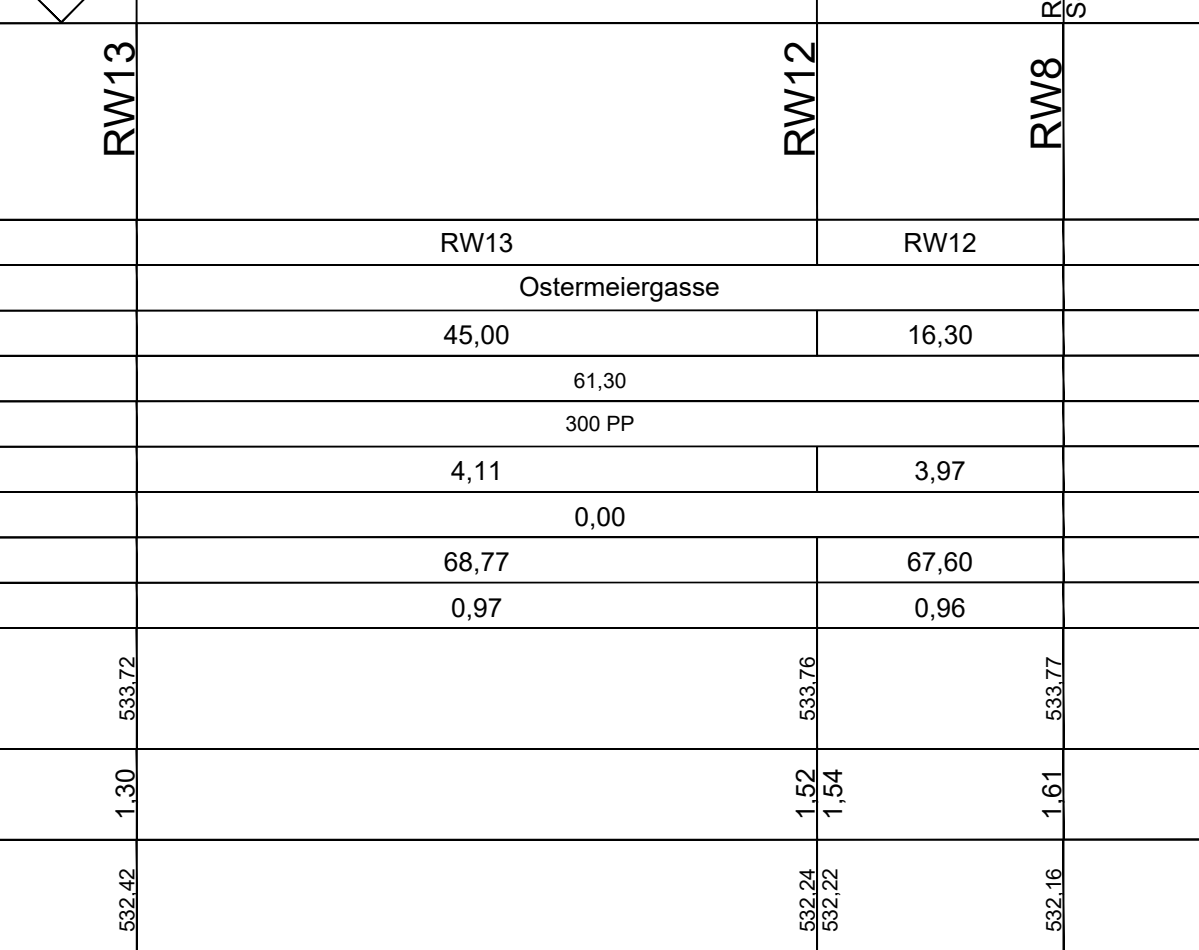 R
S
RW13
RW12
RW8
RW13 RW12
Ostermeiergasse
45,00 16,30
61,30
300 PP
4,11 3,97
0,00
68,77 67,60
0,97 0,96
533,72 533,76 533,77
1,30 1,52 1,54 1,61
532,42 532,24 532,22 532,16